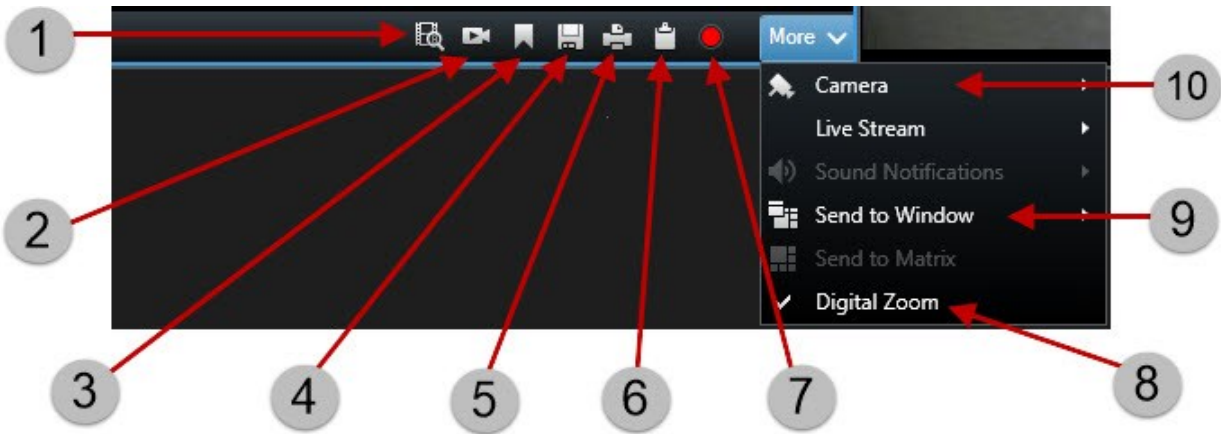 1
More
10
Camera
Live Stream
2
Sound Notifications
9
Send to Window
Send to Matrix
Digital Zoom
3
4
5
6
7
8